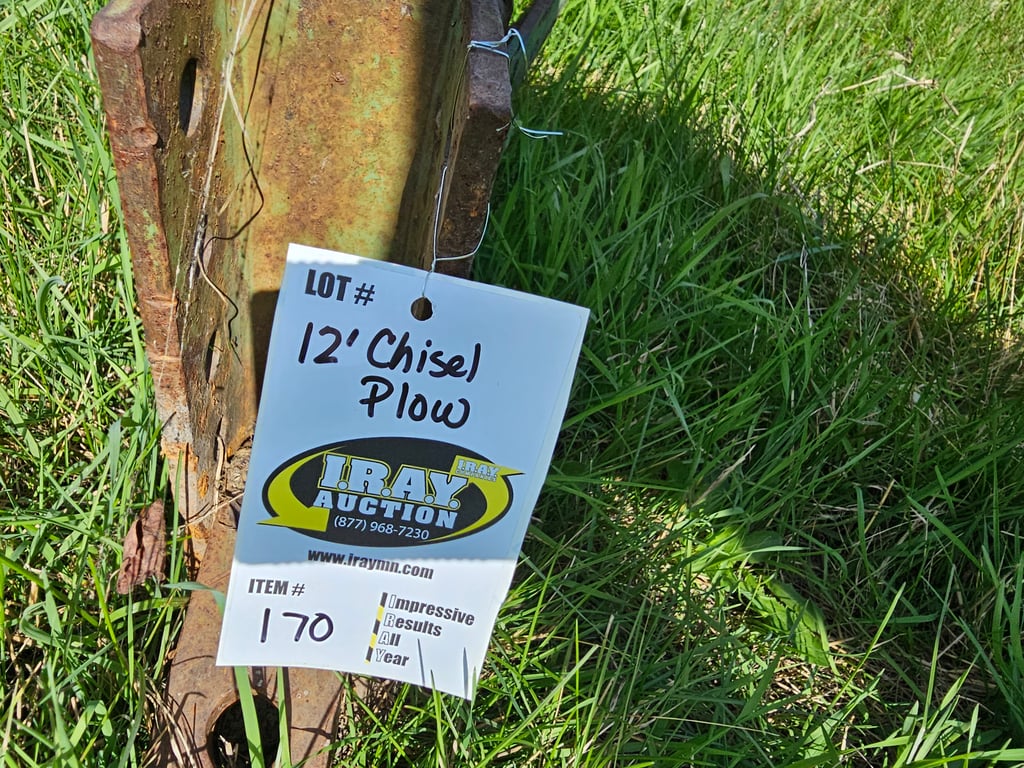 LOT #
12' Chisel
Plow
I.R.A.Y.
I.R.A.Y.
AUCTION
(877) 968-7230
www.iraymn.com
ITEM #
170
Impressive
Results
All
Year